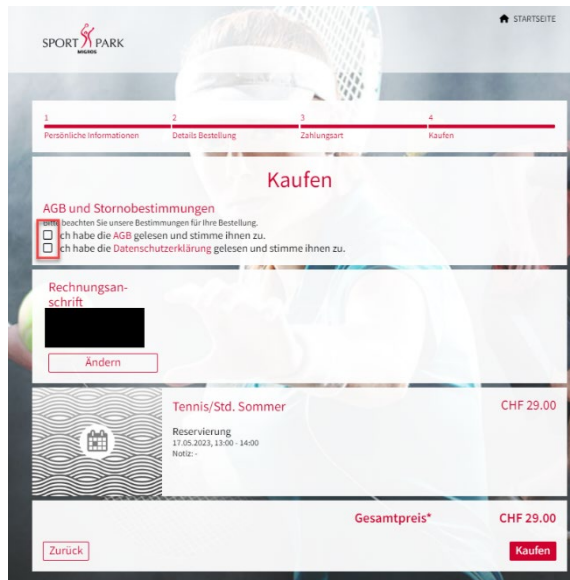 STARTSEITE
SPORT PARK
MIGROS
1 2 3 4
Persönliche Informationen Details Bestellung Zahlungsart Kaufen
Kaufen
AGB und Stornobestimmungen
Bitte beachten Sie unsere Bestimmungen für Ihre Bestellung.
ch habe die AGB gelesen und stimme ihnen zu.
ch habe die Datenschutzerklärung gelesen und stimme ihnen zu.
Rechnungsan-
schrift
Ändern
Tennis/Std. Sommer CHF 29.00
Reservierung
17.05.2023, 13:00 - 14:00
Notiz: -
Gesamtpreis* CHF 29.00
Zurück Kaufen